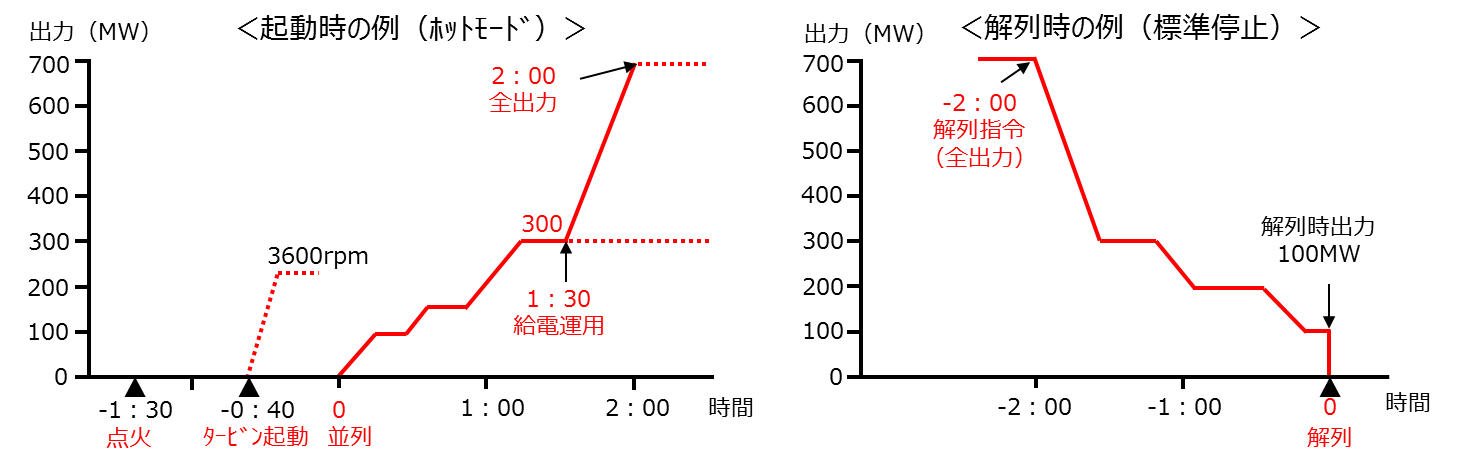 ＜起動時の例（ﾎｯﾄﾓｰﾄﾞ）＞
出力（MW）
700
600
500
400
300
200
100
0
2：00
全出力
300
3600rpm
1：30
給電運用
-1：30
点火
-0：40
ﾀｰﾋﾞﾝ起動
0
並列
1：00
2：00
時間
＜解列時の例（標準停止）＞
出力（MW）
700
600
500
400
300
200
100
0
-2：00
解列指令
（全出力）
解列時出力
100MW
-2：00
-1：00
0
解列
時間